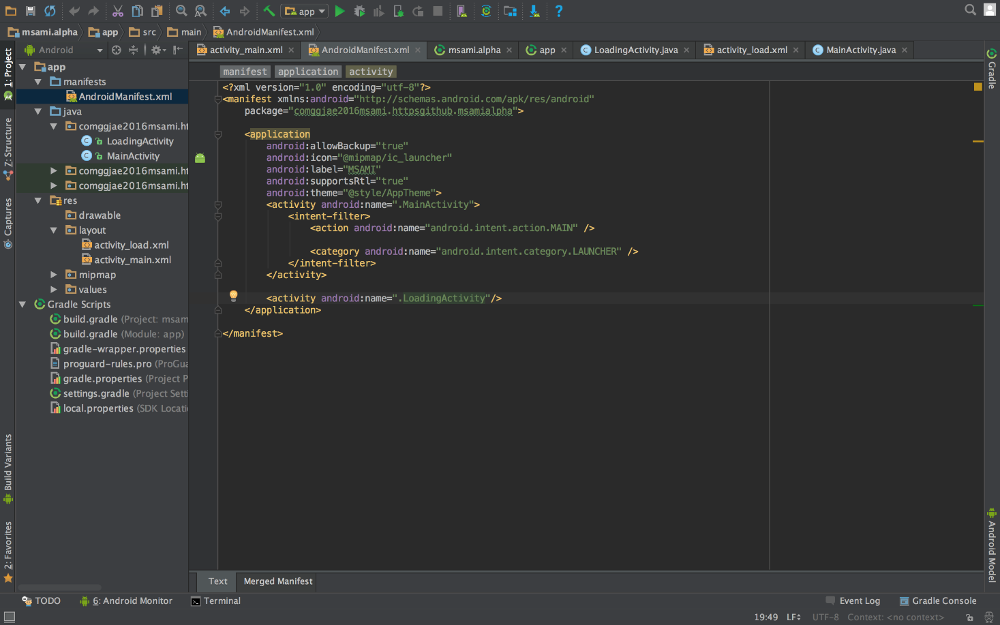 app
msami.alpha app src main AndroidManifest.xml
Android
activity_main.xml AndroidManifest.xml msami.alpha app LoadingActivity.java activity_load.xml MainActivity.java
1: Project
Z: Structure
Captures
Build Variants
2: Favorites
app
manifests
AndroidManifest.xml
java
comggjae2016msami.ht
LoadingActivity
MainActivity
comggjae2016msami.ht
comggjae2016msami.ht
res
drawable
layout
activity_load.xml
activity_main.xml
mipmap
values
Gradle Scripts
build.gradle (Project: msam
build.gradle (Module: app)
gradle-wrapper.properties
proguard-rules.pro (ProGua
gradle.properties (Project P
settings.gradle (Project Setti
local.properties (SDK Locati
manifest application activity
<?xml version="1.0" encoding="utf-8"?>
<manifest xmlns:android="http://schemas.android.com/apk/res/android"
package="comggjae2016msami.httpsgithub.msamialpha">
<application
android:allowBackup="true"
android:icon="@mipmap/ic_launcher"
android:label="MSAMI"
android:supportsRtl="true"
android:theme="@style/AppTheme">
<activity android:name=".MainActivity">
<intent-filter>
<action android:name="android.intent.action.MAIN" />
<category android:name="android.intent.category.LAUNCHER" />
</intent-filter>
</activity>
<activity android:name=".LoadingActivity"/>
</application>
</manifest>
Gradle
Android Model
Text Merged Manifest
TODO 6: Android Monitor Terminal Event Log Gradle Console
19:49 LF UTF-8 Context: <no context>